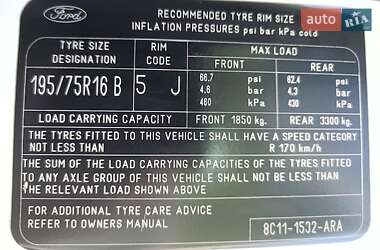 Ford
RECOMMENDED TYRE RIM SIZE
INFLATION PRESSURES psi bar kPa cold
auto RIA
TYRE SIZE DESIGNATION
RIM CODE
MAX LOAD
FRONT
REAR
195/75R16 B
5 J
66.7 psi 62.4 psi
4.6 bar 4.3 bar
460 kPa 430 kPa
LOAD CARRYING CAPACITY FRONT 1850 kg. REAR 3300 kg.
THE TYRES FITTED TO THIS VEHICLE SHALL HAVE A SPEED CATEGORY
NOT LESS THAN R 170 km/h
THE SUM OF THE LOAD CARRYING CAPACITIES OF THE TYRES FITTED
TO ANY AXLE GROUP OF THIS VEHICLE SHALL NOT BE LESS THAN
THE RELEVANT LOAD SHOWN ABOVE
FOR ADDITIONAL TYRE CARE ADVICE
REFER TO OWNERS MANUAL
8C11-1532-ARA